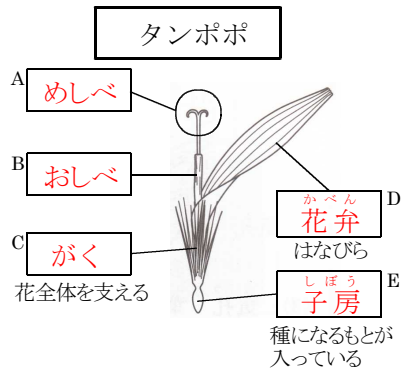 タンポポ
A
めしべ
B
おしべ
C
がく
花全体を支える
かべん
花弁
D
はなびら
しぼう
子房
E
種になるもとが
入っている